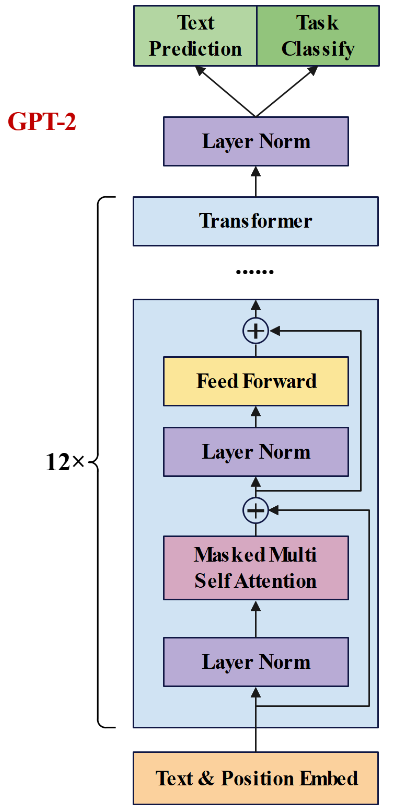 Text
Prediction
Task
Classify
GPT-2
Layer Norm
Transformer
......
Feed Forward
Layer Norm
12×
Masked Multi
Self Attention
Layer Norm
Text & Position Embed